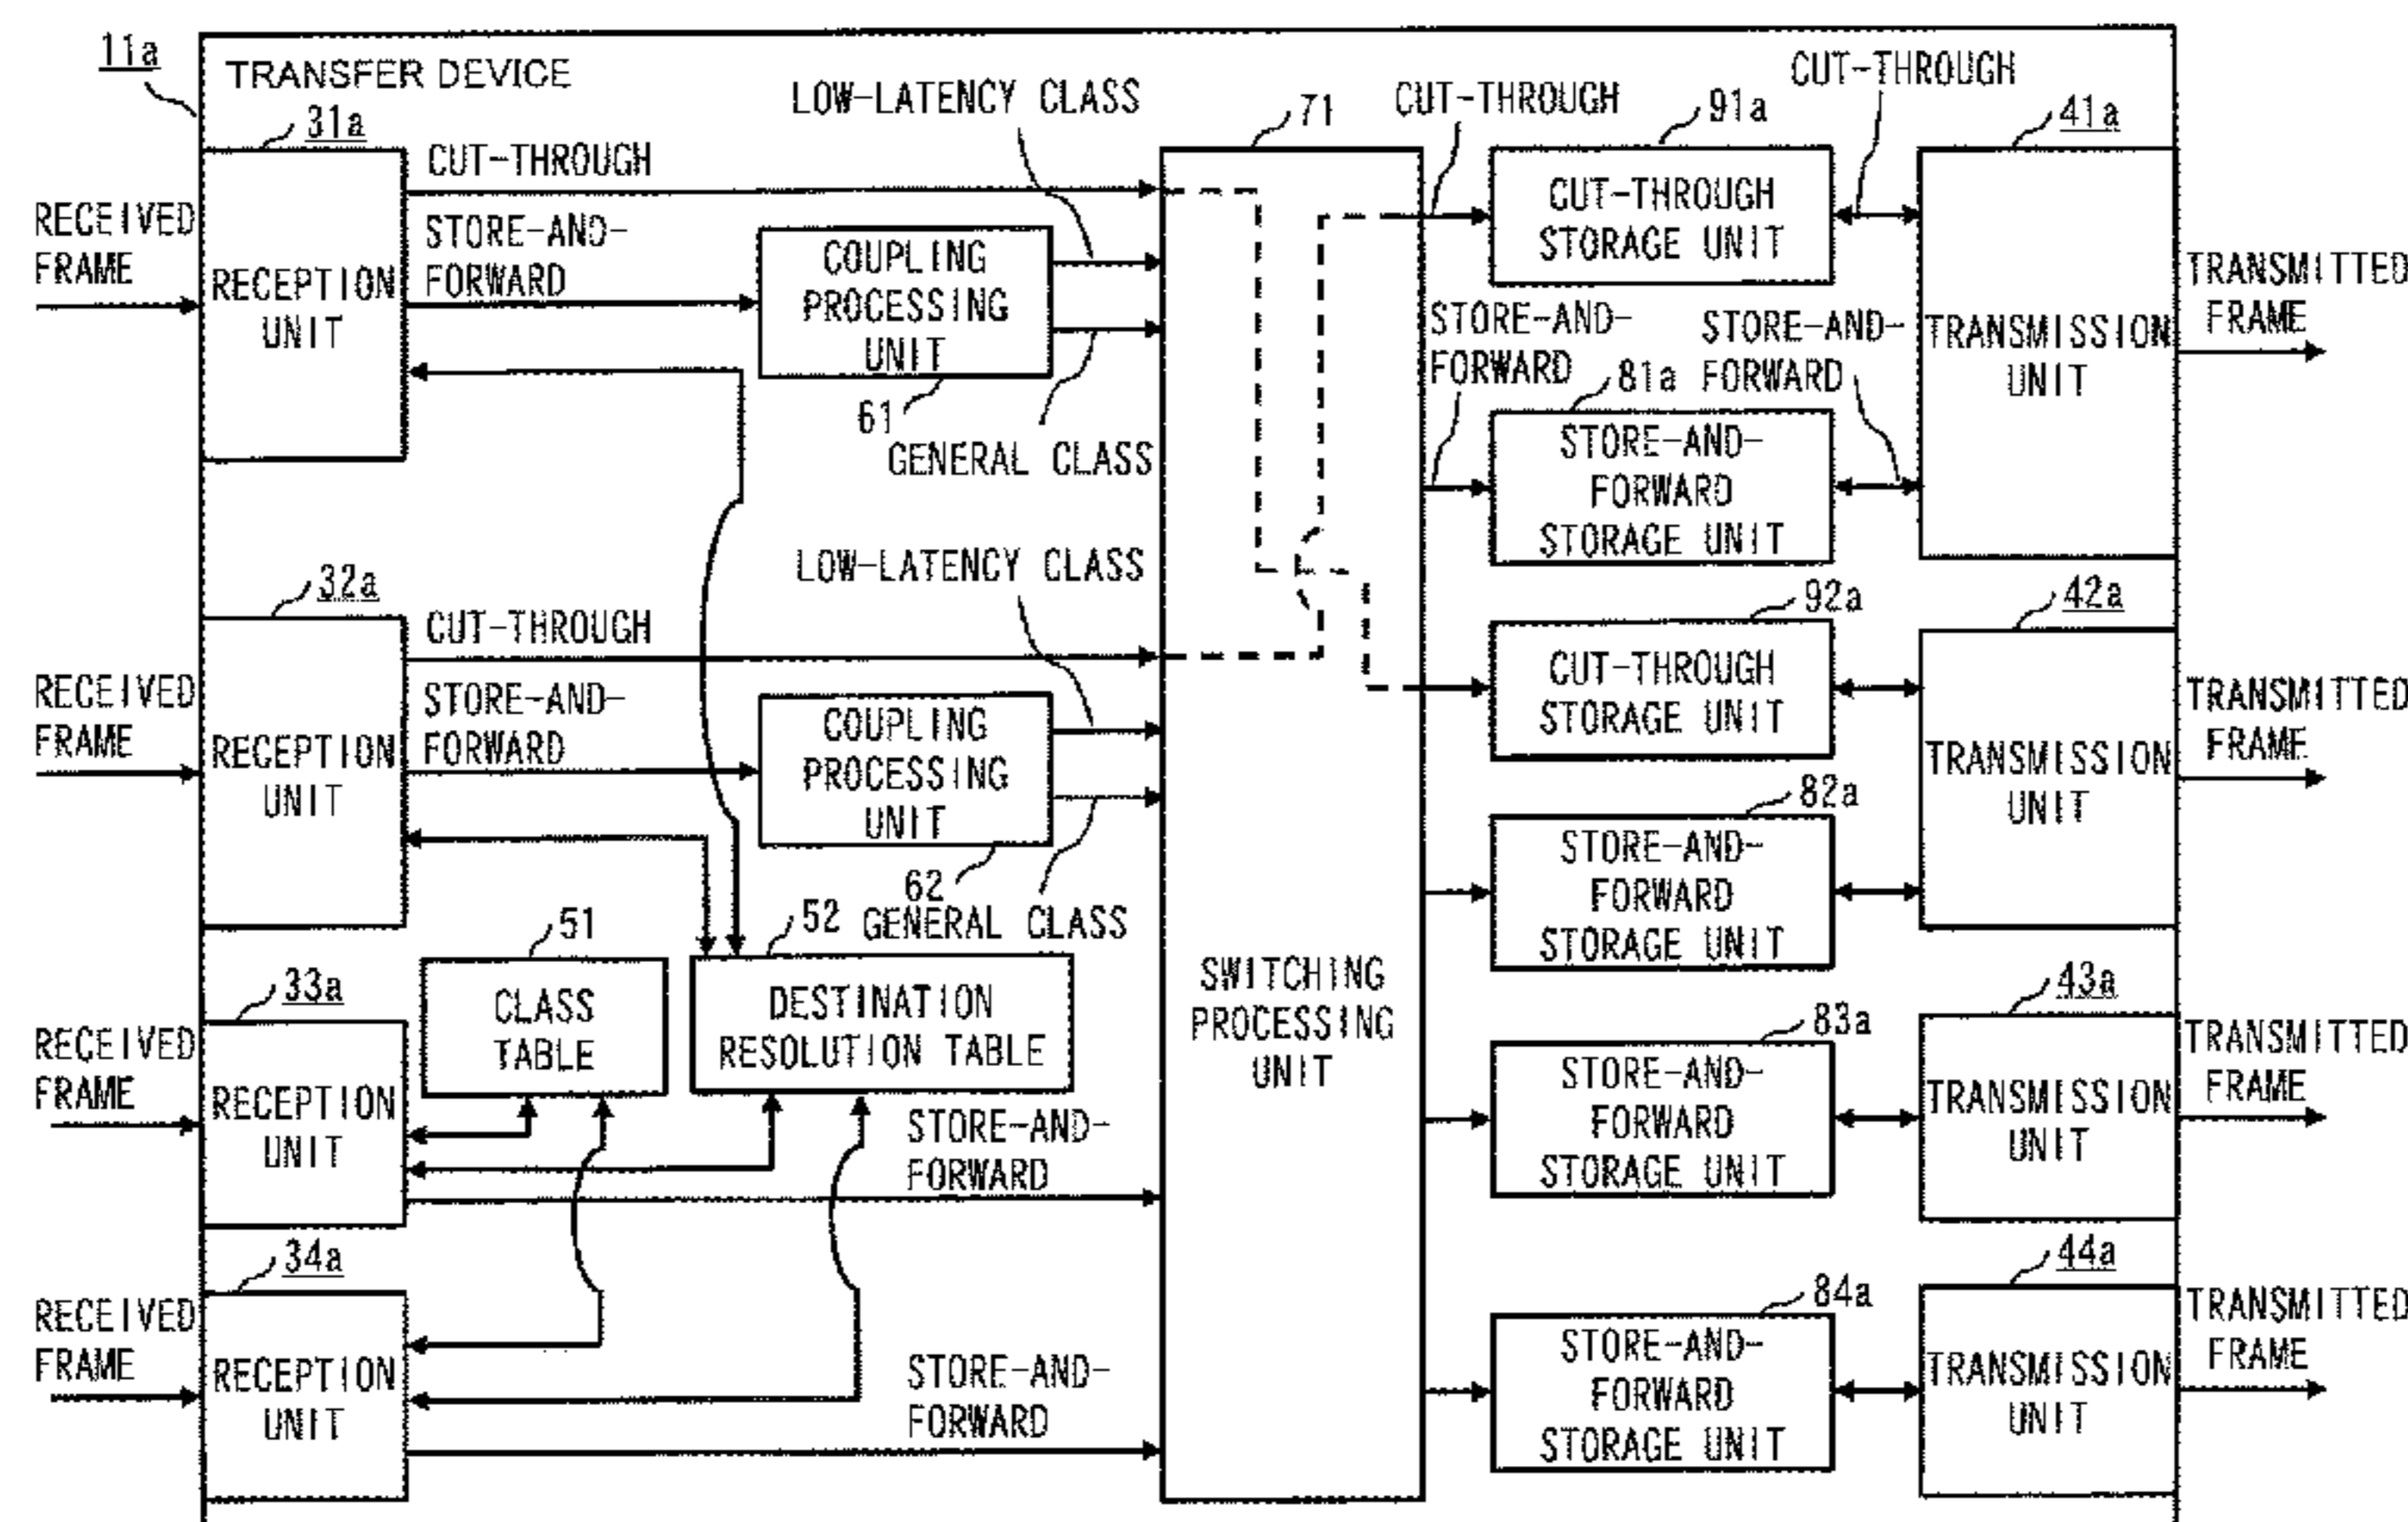 11a
TRANSFER DEVICE
31a
RECEIVED
FRAME
RECEPTION
UNIT
CUT-THROUGH
STORE-AND-
FORWARD
COUPLING
PROCESSING
UNIT
61
LOW-LATENCY CLASS
GENERAL CLASS
71
SWITCHING
PROCESSING
UNIT
CUT-THROUGH
91a
CUT-THROUGH
STORAGE UNIT
CUT-THROUGH
41a
TRANSMISSION
UNIT
TRANSMITTED
FRAME
STORE-AND-
FORWARD
81a
STORE-AND-
FORWARD
STORAGE UNIT
STORE-AND-
FORWARD
32a
RECEIVED
FRAME
RECEPTION
UNIT
CUT-THROUGH
STORE-AND-
FORWARD
COUPLING
PROCESSING
UNIT
62
LOW-LATENCY CLASS
GENERAL CLASS
92a
CUT-THROUGH
STORAGE UNIT
42a
TRANSMISSION
UNIT
TRANSMITTED
FRAME
82a
STORE-AND-
FORWARD
STORAGE UNIT
51
CLASS
TABLE
52
DESTINATION
RESOLUTION TABLE
33a
RECEIVED
FRAME
RECEPTION
UNIT
STORE-AND-
FORWARD
83a
STORE-AND-
FORWARD
STORAGE UNIT
43a
TRANSMISSION
UNIT
TRANSMITTED
FRAME
34a
RECEIVED
FRAME
RECEPTION
UNIT
STORE-AND-
FORWARD
84a
STORE-AND-
FORWARD
STORAGE UNIT
44a
TRANSMISSION
UNIT
TRANSMITTED
FRAME